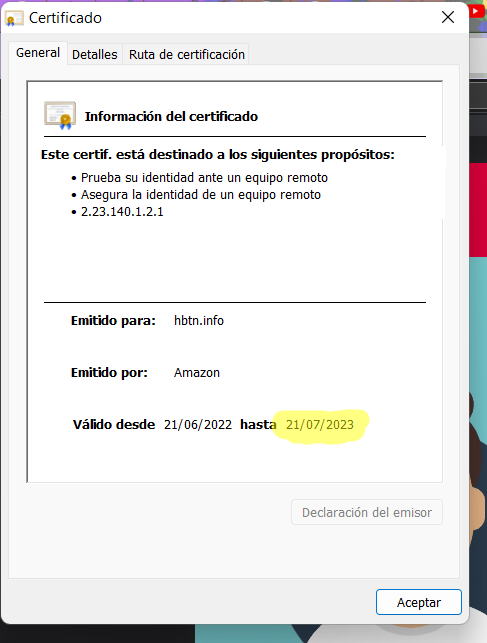 Certificado
General Detalles Ruta de certificación
Información del certificado
Este certif. está destinado a los siguientes propósitos:
• Prueba su identidad ante un equipo remoto
• Asegura la identidad de un equipo remoto
• 2.23.140.1.2.1
Emitido para: hbtn.info
Emitido por: Amazon
Válido desde 21/06/2022 hasta 21/07/2023
Declaración del emisor
Aceptar